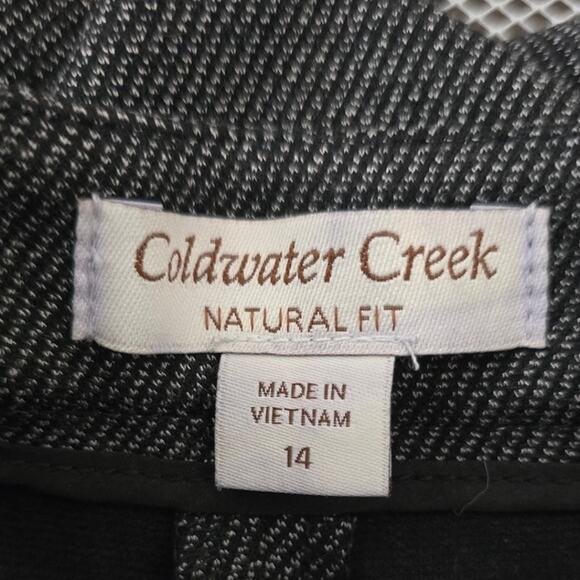 Coldwater Creek
NATURAL FIT
MADE IN
VIETNAM
14